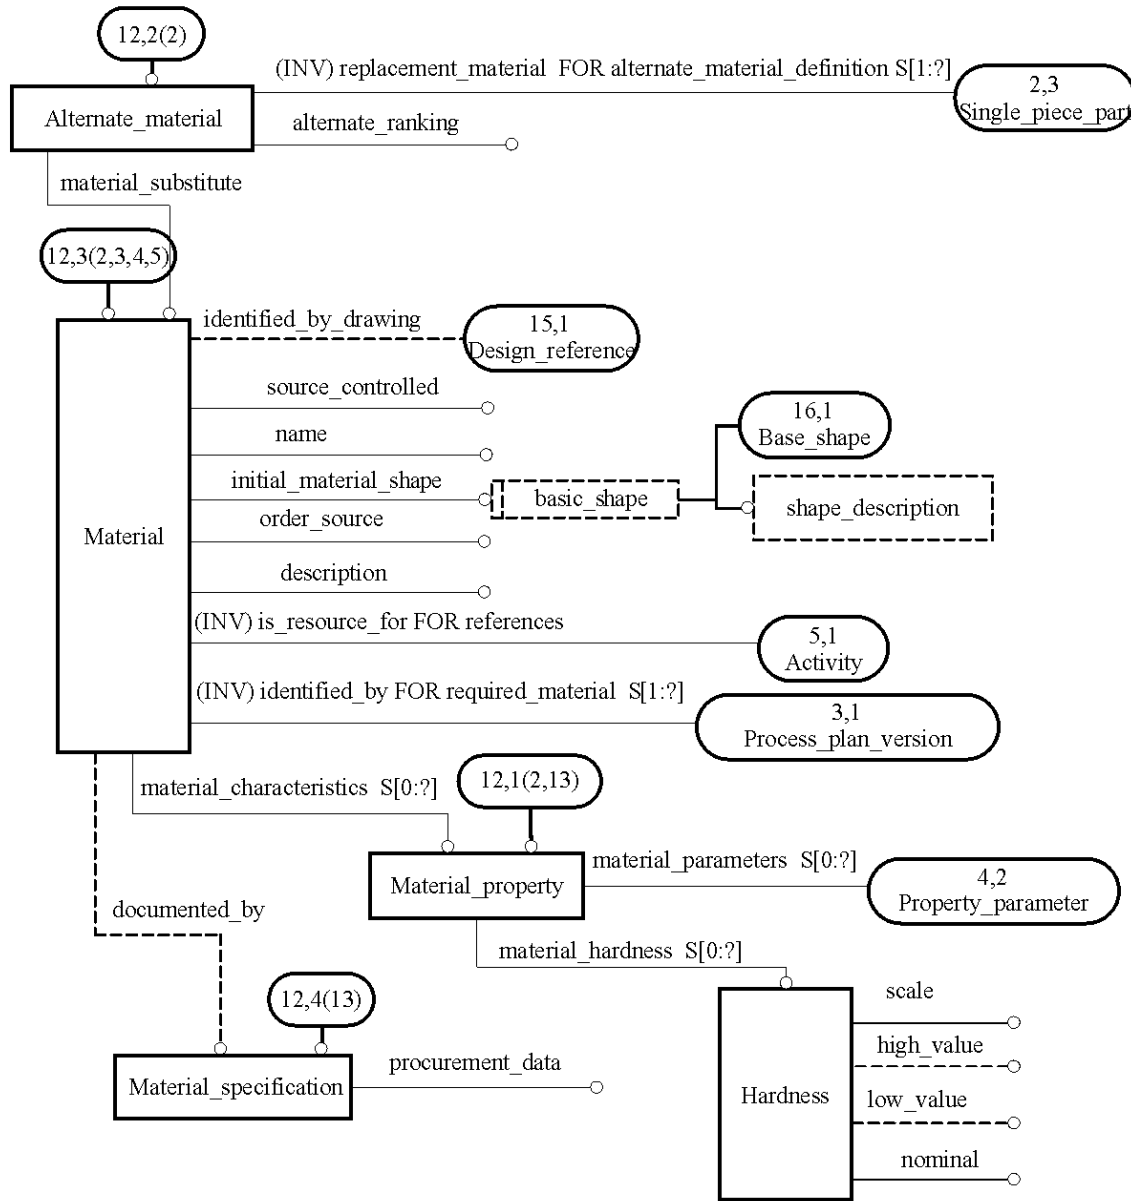 12,2(2)
(INV) replacement_material FOR alternate_material_definition S[1:?]
2,3
Single_piece_part
Alternate_material
alternate_ranking
material_substitute
12,3(2,3,4,5)
identified_by_drawing
15,1
Design_reference
source_controlled
name
16,1
Base_shape
initial_material_shape
basic_shape
shape_description
order_source
Material
description
(INV) is_resource_for FOR references
5,1
Activity
(INV) identified_by FOR required_material S[1:?]
3,1
Process_plan_version
material_characteristics S[0:?]
12,1(2,13)
material_parameters S[0:?]
Material_property
4,2
Property_parameter
documented_by
material_hardness S[0:?]
12,4(13)
scale
high_value
procurement_data
Material_specification
Hardness
low_value
nominal